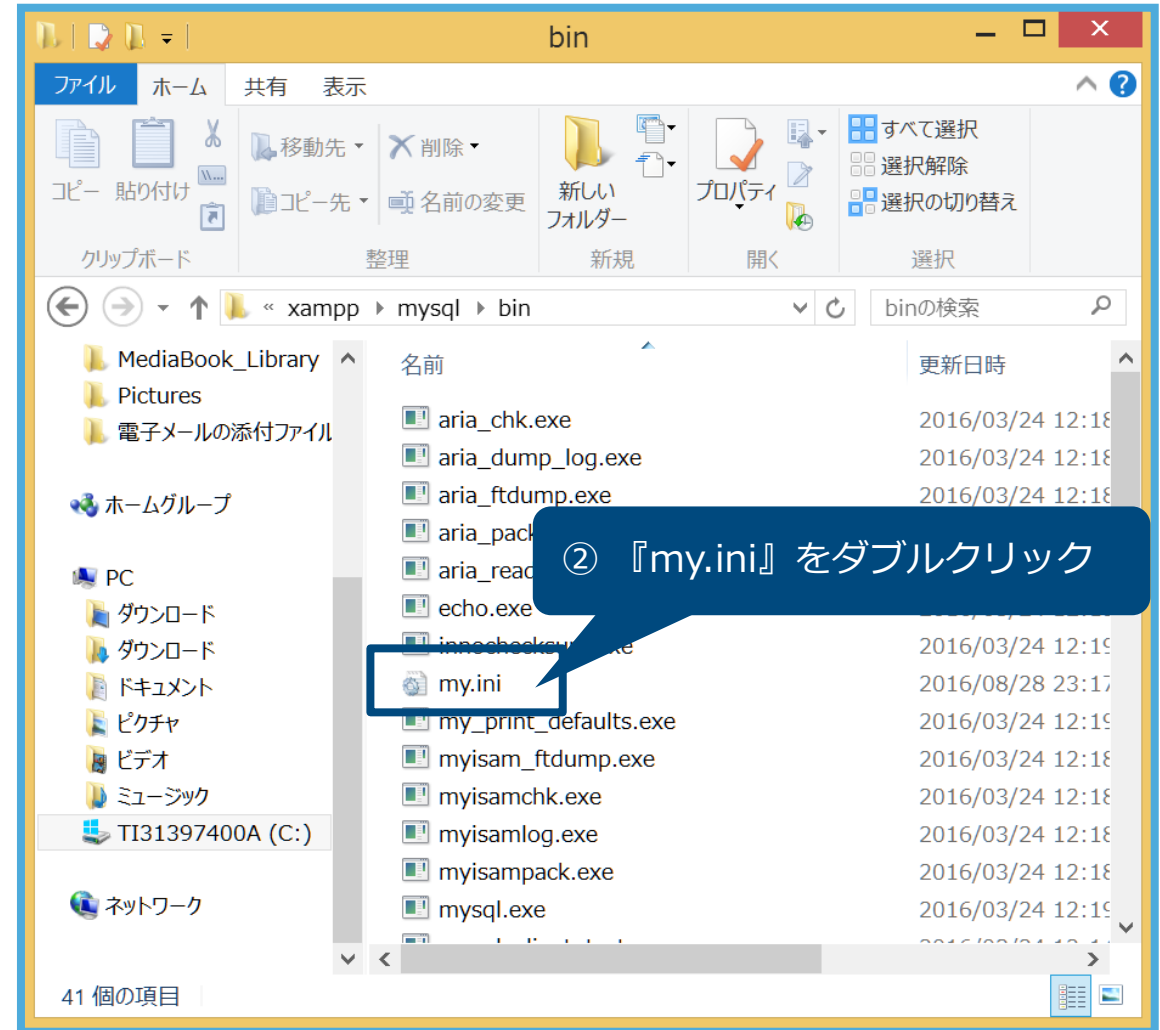 bin
ファイル ホーム 共有 表示
コピー 貼り付け
移動先
コピー先
削除
名前の変更
新しい
フォルダー
プロパティ
すべて選択
選択解除
選択の切り替え
クリップボード 整理 新規 開く 選択
« xampp mysql bin
binの検索
MediaBook_Library
Pictures
電子メールの添付ファイル
ホームグループ
PC
ダウンロード
ダウンロード
ドキュメント
ピクチャ
ビデオ
ミュージック
TI31397400A (C:)
ネットワーク
名前 更新日時
aria_chk.exe 2016/03/24 12:18
aria_dump_log.exe 2016/03/24 12:18
aria_ftdump.exe 2016/03/24 12:18
② 『my.ini』をダブルクリック
echo.exe
2016/03/24 12:19
my.ini 2016/08/28 23:17
my_print_defaults.exe 2016/03/24 12:19
myisam_ftdump.exe 2016/03/24 12:18
myisamchk.exe 2016/03/24 12:18
myisamlog.exe 2016/03/24 12:18
myisampack.exe 2016/03/24 12:18
mysql.exe 2016/03/24 12:19
41 個の項目